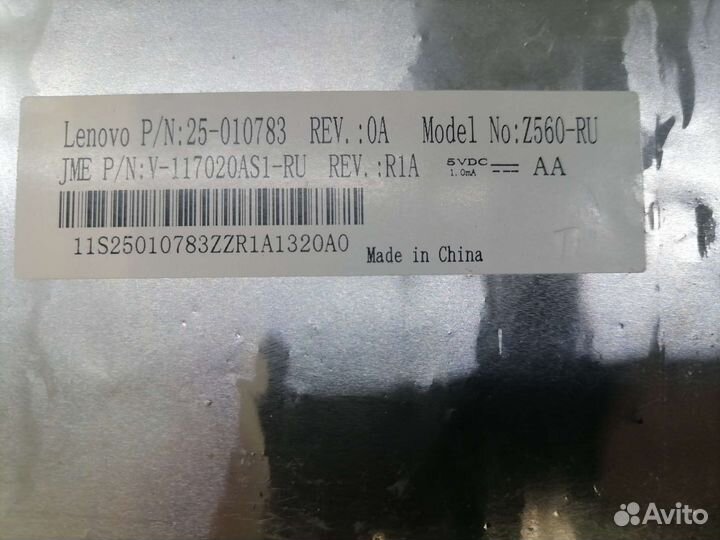 Lenovo P/N:25-010783 REV.:0A Model No:Z560-RU
JME P/N:V-117020AS1-RU REV.:R1A 5VDC 1.0mA AA
11S25010783ZZR1A1320A0
Made in China
Avito